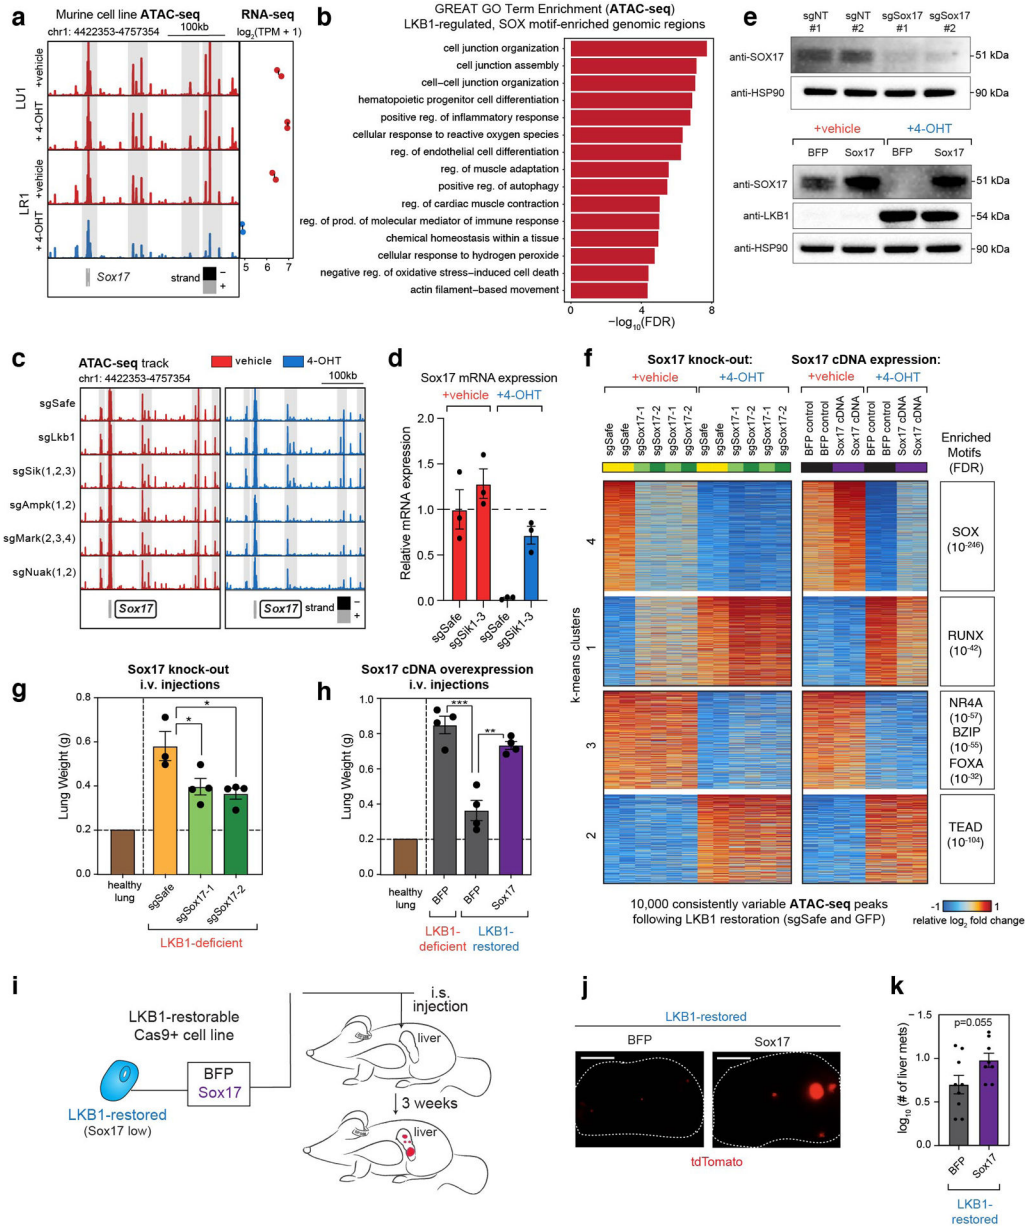 a
Murine cell line ATAC-seq
chr1: 4422353-4757354
100kb
RNA-seq
log2(TPM + 1)
LU1
+vehicle
+ 4-OHT
LR1
+vehicle
+ 4-OHT
Sox17
strand
−
+
5 6 7
b
GREAT GO Term Enrichment (ATAC-seq)
LKB1-regulated, SOX motif-enriched genomic regions
cell junction organization
cell junction assembly
cell−cell junction organization
hematopoietic progenitor cell differentiation
positive reg. of inflammatory response
cellular response to reactive oxygen species
reg. of endothelial cell differentiation
reg. of muscle adaptation
positive reg. of autophagy
reg. of cardiac muscle contraction
reg. of prod. of molecular mediator of immune response
chemical homeostasis within a tissue
cellular response to hydrogen peroxide
negative reg. of oxidative stress−induced cell death
actin filament−based movement
0 4 8
−log10(FDR)
e
sgNT #1
sgNT #2
sgSox17 #1
sgSox17 #2
anti-SOX17
51 kDa
anti-HSP90
90 kDa
+vehicle
+4-OHT
BFP Sox17 BFP Sox17
anti-SOX17
51 kDa
anti-LKB1
54 kDa
anti-HSP90
90 kDa
c
ATAC-seq track
chr1: 4422353-4757354
vehicle
4-OHT
100kb
sgSafe
sgLkb1
sgSik(1,2,3)
sgAmpk(1,2)
sgMark(2,3,4)
sgNuak(1,2)
Sox17
Sox17
strand
−
+
d
Sox17 mRNA expression
+vehicle +4-OHT
Relative mRNA expression
2.0
1.5
1.0
0.5
0.0
sgSafe
sgSik1-3
sgSafe
sgSik1-3
f
Sox17 knock-out:
+vehicle
+4-OHT
sgSafe
sgSafe
sgSox17-1
sgSox17-2
sgSox17-1
sgSox17-2
sgSafe
sgSafe
sgSox17-1
sgSox17-2
sgSox17-1
sgSox17-2
Sox17 cDNA expression:
+vehicle
+4-OHT
BFP control
BFP control
Sox17 cDNA
Sox17 cDNA
BFP control
BFP control
Sox17 cDNA
Sox17 cDNA
Enriched
Motifs
(FDR)
k-means clusters
4
1
3
2
SOX
(10-246)
RUNX
(10-42)
NR4A
(10-57)
BZIP
(10-55)
FOXA
(10-32)
TEAD
(10-104)
10,000 consistently variable ATAC-seq peaks
following LKB1 restoration (sgSafe and GFP)
-1 1
relative log2 fold change
g
Sox17 knock-out
i.v. injections
Lung Weight (g)
0.8
0.6
0.4
0.2
0.0
*
*
healthy
lung
sgSafe
sgSox17-1
sgSox17-2
LKB1-deficient
h
Sox17 cDNA overexpression
i.v. injections
Lung Weight (g)
1.0
0.8
0.6
0.4
0.2
0.0
***
**
healthy
lung
BFP
BFP
Sox17
LKB1-
deficient
LKB1-
restored
i
LKB1-restorable
Cas9+ cell line
BFP
Sox17
LKB1-restored
(Sox17 low)
i.s.
injection
liver
3 weeks
liver
j
LKB1-restored
BFP
Sox17
tdTomato
k
log10 (# of liver mets)
1.5
1.0
0.5
0.0
p=0.055
BFP
Sox17
LKB1-
restored